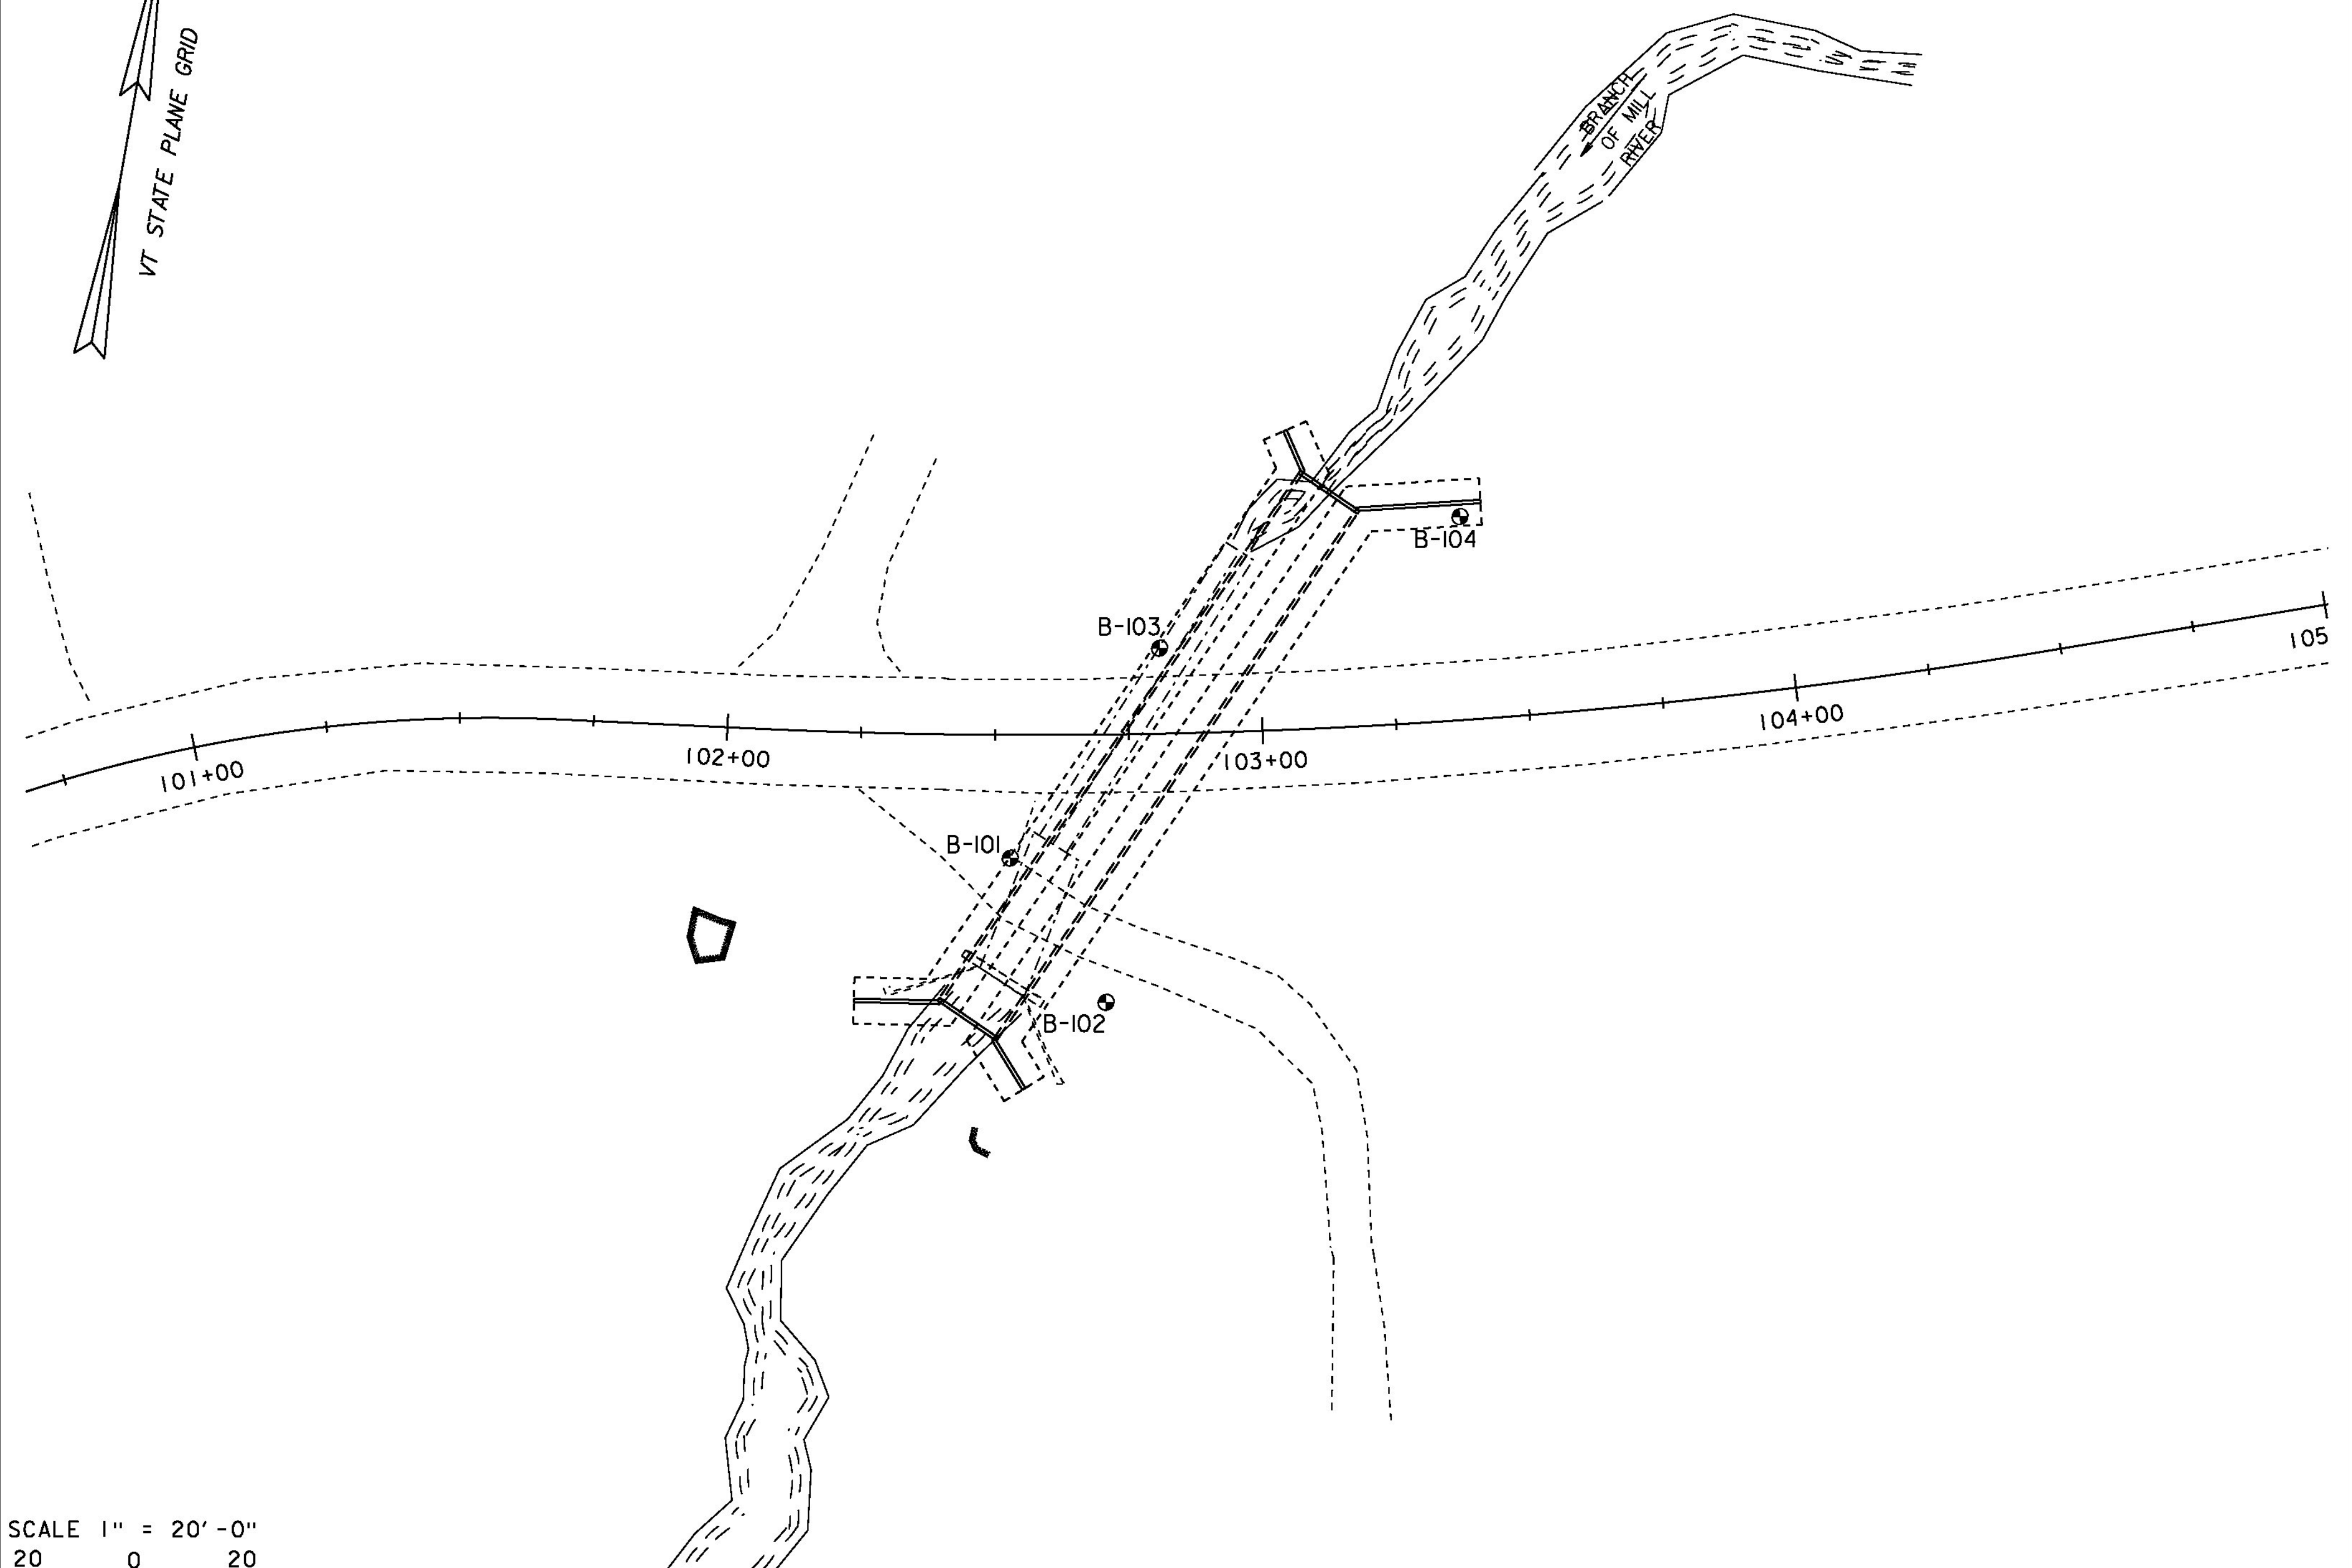 VT STATE PLANE GRID
BRANCH
OF MILL
RIVER
B-104
B-103
105
104+00
101+00
102+00
103+00
B-101
B-102
SCALE 1" = 20'-0"
20 0 20